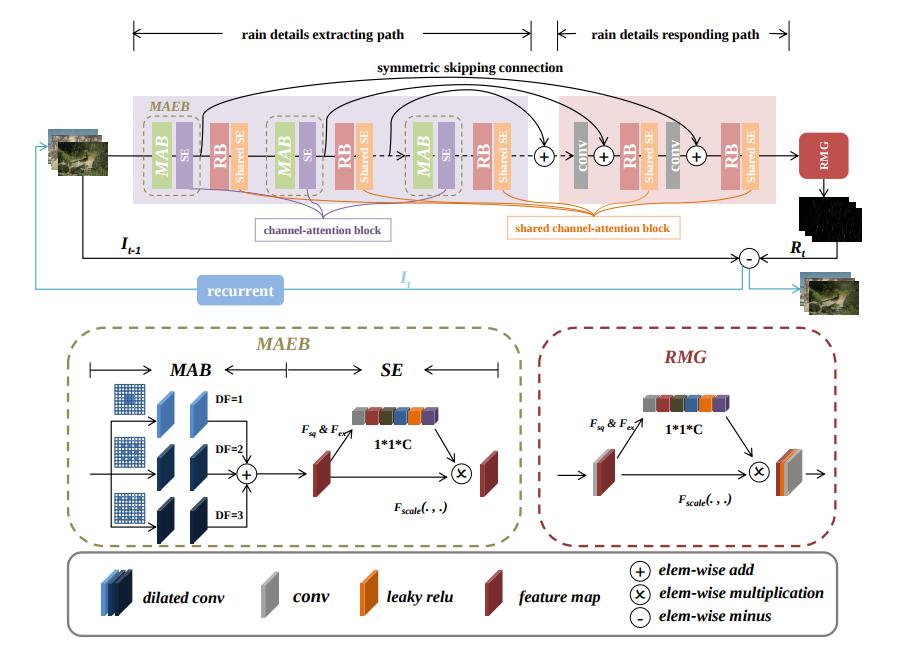 rain details extracting path
rain details responding path
symmetric skipping connection
MAEB
MAB
SE
RB
Shared SE
MAB
SE
RB
Shared SE
MAB
SE
RB
Shared SE
conv
RB
Shared SE
conv
RB
Shared SE
RMG
+
+
+
channel-attention block
shared channel-attention block
I_{t-1}
R_t
-
I_t
recurrent
MAEB
MAB
SE
DF=1
DF=2
DF=3
+
F_{sq} & F_{ex}
1*1*C
×
F_{scale}(. , .)
RMG
F_{sq} & F_{ex}
1*1*C
×
F_{scale}(. , .)
dilated conv
conv
leaky relu
feature map
+ elem-wise add
× elem-wise multiplication
- elem-wise minus